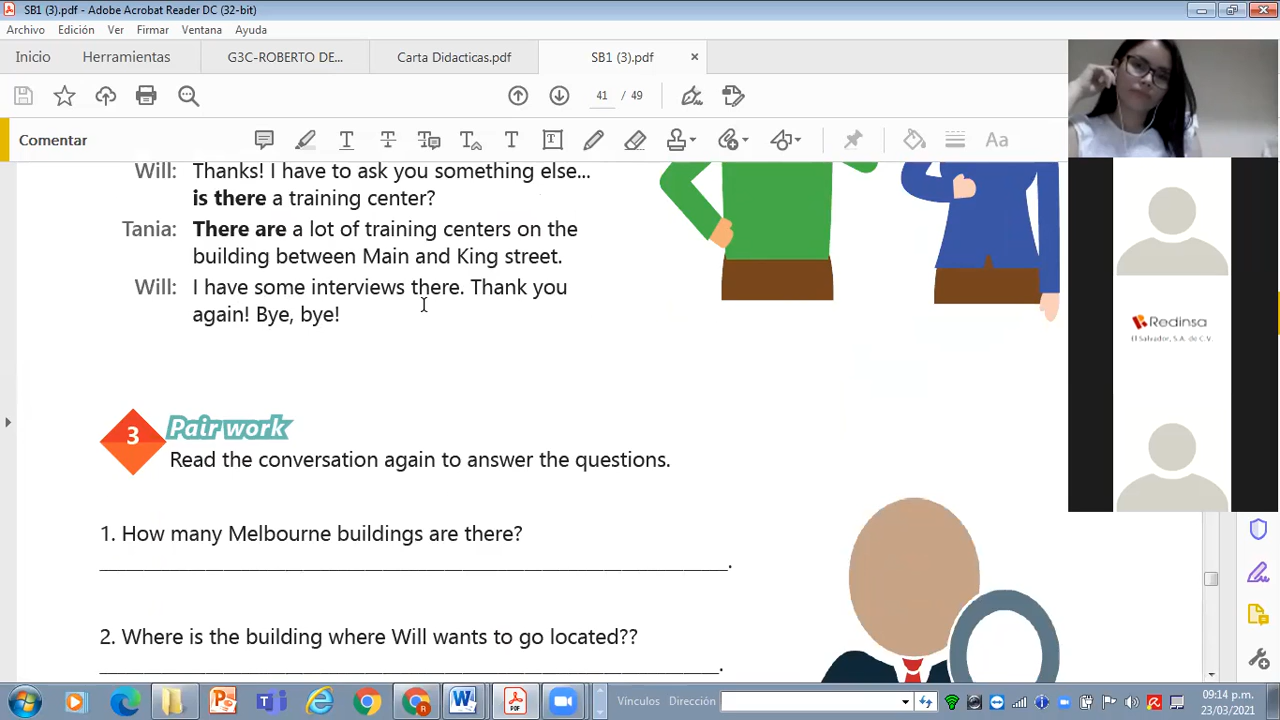 SB1 (3).pdf - Adobe Acrobat Reader DC (32-bit)
Archivo Edición Ver Firmar Ventana Ayuda
Inicio Herramientas G3C-ROBERTO DE... Carta Didacticas.pdf SB1 (3).pdf ×
41 / 49
Comentar
Aa
Will: Thanks! I have to ask you something else...
is there a training center?
Tania: There are a lot of training centers on the
building between Main and King street.
Will: I have some interviews there. Thank you
again! Bye, bye!
Redinsa
El Salvador, S.A. de C.V.
3 Pair work
Read the conversation again to answer the questions.
1. How many Melbourne buildings are there?
.
2. Where is the building where Will wants to go located??
.
Vínculos Dirección
09:14 p.m.
23/03/2021